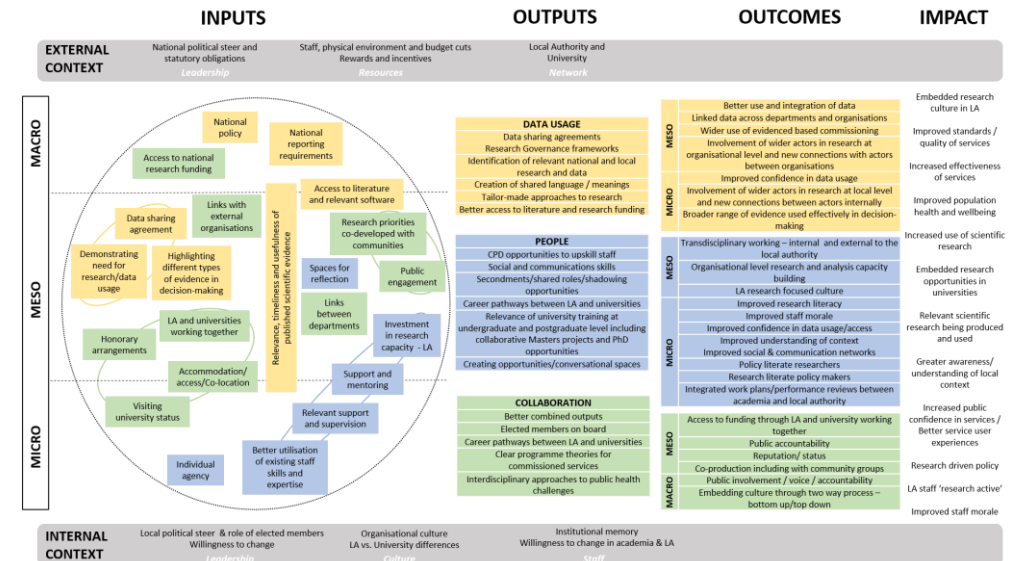 INPUTS
OUTPUTS
OUTCOMES
IMPACT
EXTERNAL
CONTEXT
National political steer and
statutory obligations
Leadership
Staff, physical environment and budget cuts
Rewards and incentives
Resources
Local Authority and
University
Network
MACRO
MESO
MICRO
National
policy
National
reporting
requirements
Access to national
research funding
Access to literature
and relevant software
Links with
external
organisations
Data sharing
agreement
Research priorities
co-developed with
communities
Demonstrating
need for
research/data
usage
Highlighting
different types
of evidence in
decision-making
Relevance, timeliness and usefulness of
published scientific evidence
Spaces for
reflection
Public
engagement
Links
between
departments
LA and universities
working together
Honorary
arrangements
Investment
in research
capacity - LA
Accommodation/
access/Co-location
Support and
mentoring
Visiting
university status
Relevant support
and supervision
Better utilisation
of existing staff
skills and
expertise
Individual
agency
DATA USAGE
Data sharing agreements
Research Governance frameworks
Identification of relevant national and local
research and data
Creation of shared language / meanings
Tailor-made approaches to research
Better access to literature and research funding
PEOPLE
CPD opportunities to upskill staff
Social and communications skills
Secondments/shared roles/shadowing
opportunities
Career pathways between LA and universities
Relevance of university training at
undergraduate and postgraduate level including
collaborative Masters projects and PhD
opportunities
Creating opportunities/conversational spaces
COLLABORATION
Better combined outputs
Elected members on board
Career pathways between LA and universities
Clear programme theories for
commissioned services
Interdisciplinary approaches to public health
challenges
MESO
Better use and integration of data
Linked data across departments and organisations
Wider use of evidenced based commissioning
Involvement of wider actors in research at
organisational level and new connections with actors
between organisations
MICRO
Improved confidence in data usage
Involvement of wider actors in research at local level
and new connections between actors internally
Broader range of evidence used effectively in decision-
making
MESO
Transdisciplinary working – internal and external to the
local authority
Organisational level research and analysis capacity
building
LA research focused culture
MICRO
Improved research literacy
Improved staff morale
Improved confidence in data usage/access
Improved understanding of context
Improved social & communication networks
Policy literate researchers
Research literate policy makers
Integrated work plans/performance reviews between
academia and local authority
MESO
Access to funding through LA and university working
together
Public accountability
Reputation/ status
Co-production including with community groups
MACRO
Public involvement / voice / accountability
Embedding culture through two way process –
bottom up/top down
Embedded research
culture in LA
Improved standards /
quality of services
Increased effectiveness
of services
Improved population
health and wellbeing
Increased use of scientific
research
Embedded research
opportunities in
universities
Relevant scientific
research being produced
and used
Greater awareness/
understanding of local
context
Increased public
confidence in services /
Better service user
experiences
Research driven policy
LA staff ‘research active’
Improved staff morale
INTERNAL
CONTEXT
Local political steer & role of elected members
Willingness to change
Leadership
Organisational culture
LA vs. University differences
Culture
Institutional memory
Willingness to change in academia & LA
Staff